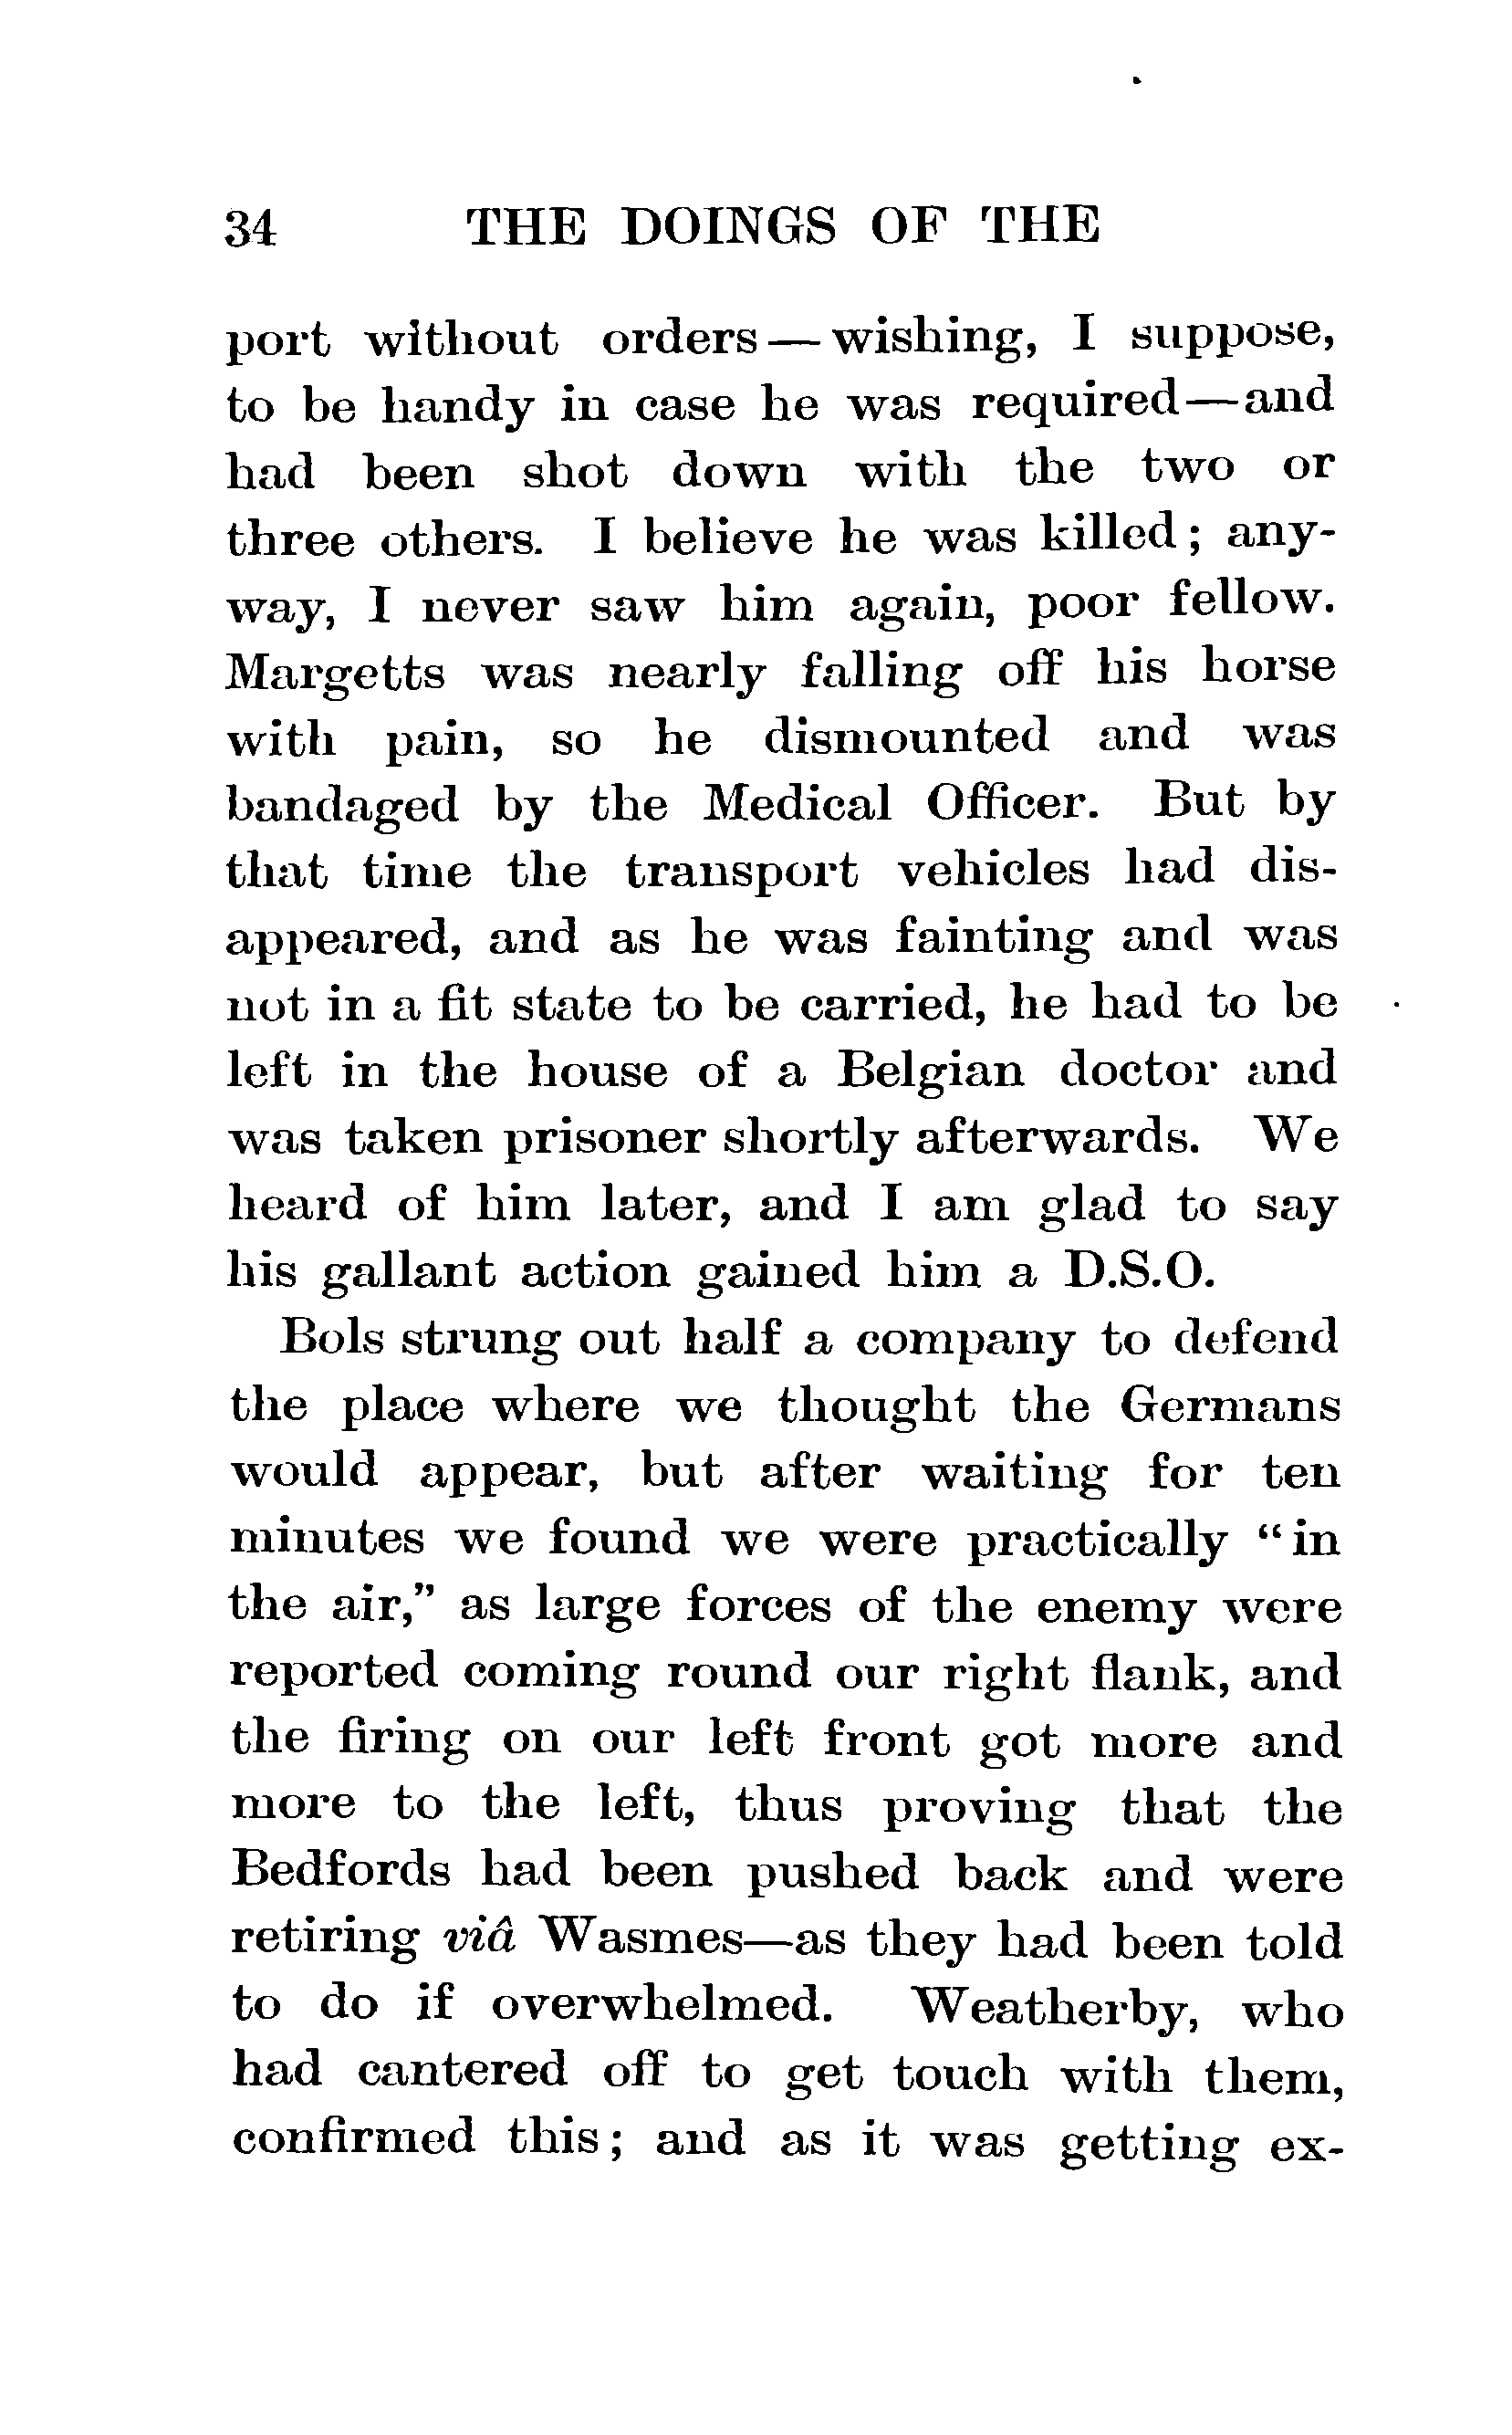 34 THE DOINGS OF THE
port without orders — wishing, I suppose,
to be handy in case he was required—and
had been shot down with the two or
three others. I believe he was killed; any-
way, I never saw him again, poor fellow.
Margetts was nearly falling off his horse
with pain, so he dismounted and was
bandaged by the Medical Officer. But by
that time the transport vehicles had dis-
appeared, and as he was fainting and was
not in a fit state to be carried, he had to be
left in the house of a Belgian doctor and
was taken prisoner shortly afterwards. We
heard of him later, and I am glad to say
his gallant action gained him a D.S.O.
Bols strung out half a company to defend
the place where we thought the Germans
would appear, but after waiting for ten
minutes we found we were practically “in
the air,” as large forces of the enemy were
reported coming round our right flank, and
the firing on our left front got more and
more to the left, thus proving that the
Bedfords had been pushed back and were
retiring viâ Wasmes—as they had been told
to do if overwhelmed. Weatherby, who
had cantered off to get touch with them,
confirmed this; and as it was getting ex-